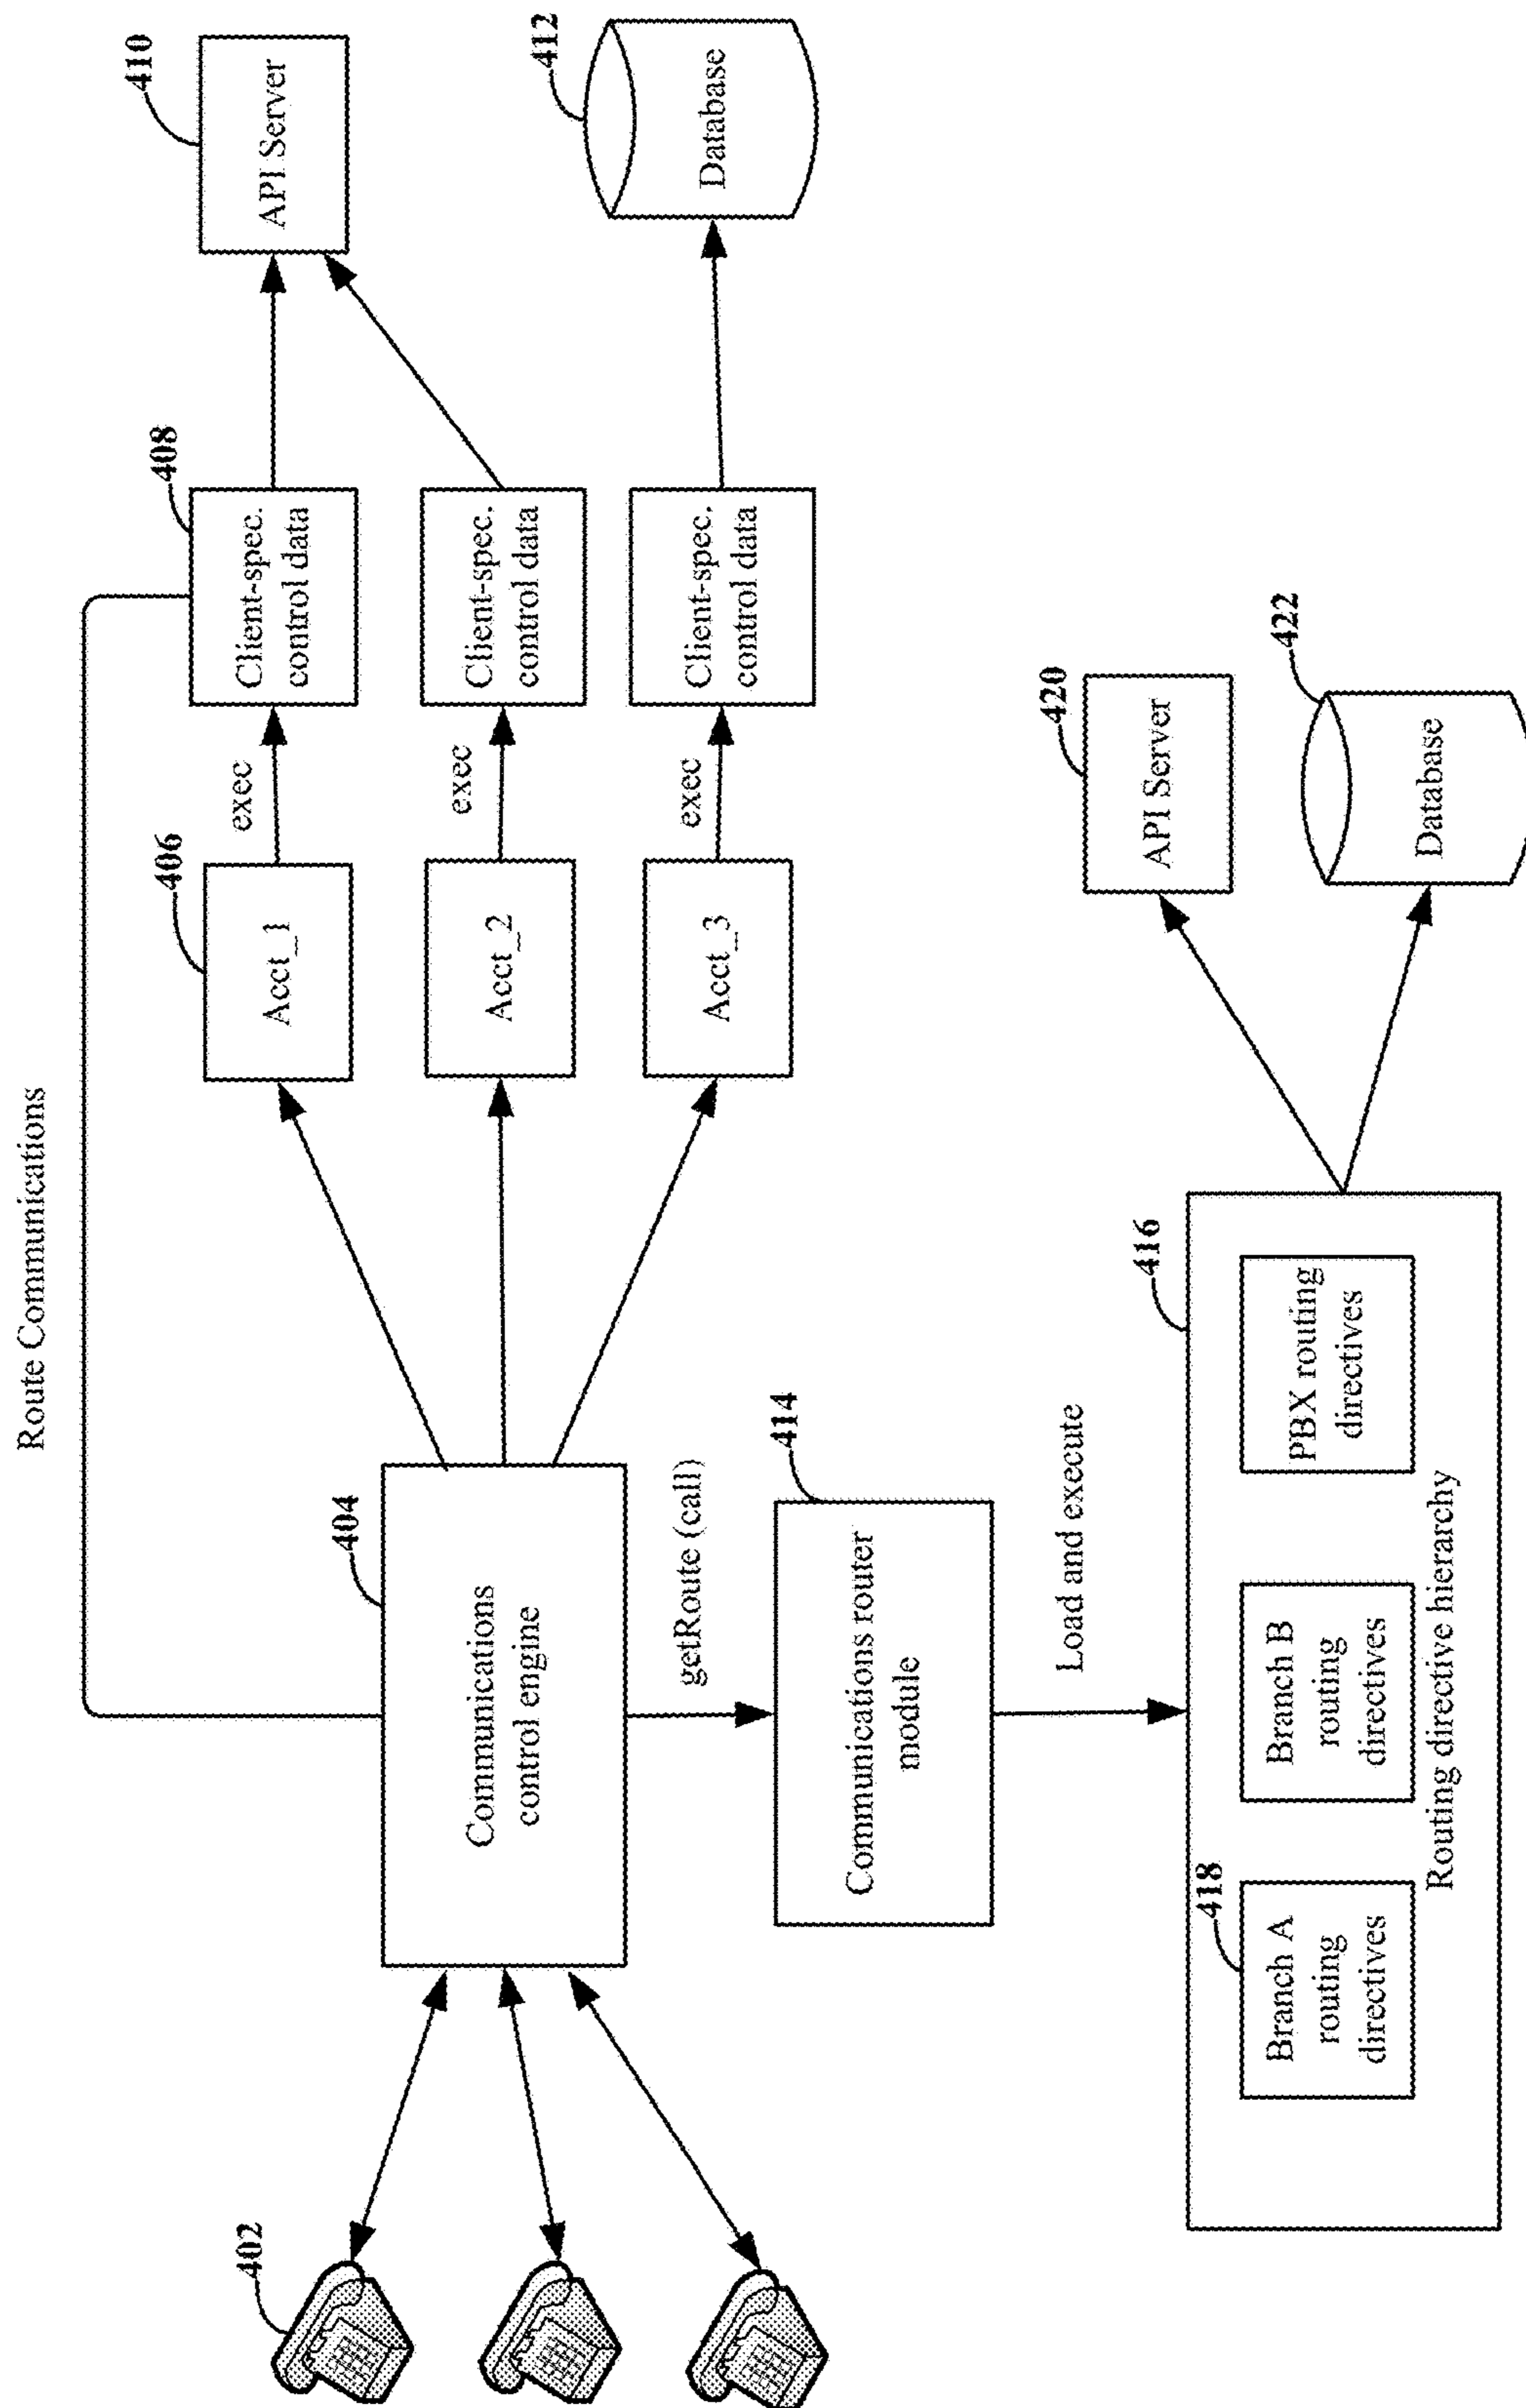 Route Communications
402
404
Communications
control engine
406
Acct_1
exec
408
Client-spec.
control data
410
API Server
Acct_2
exec
Client-spec.
control data
Acct_3
exec
Client-spec.
control data
412
Database
getRoute (call)
414
Communications router
module
Load and execute
416
418
Branch A
routing
directives
Branch B
routing
directives
PBX routing
directives
Routing directive hierarchy
420
API Server
422
Database